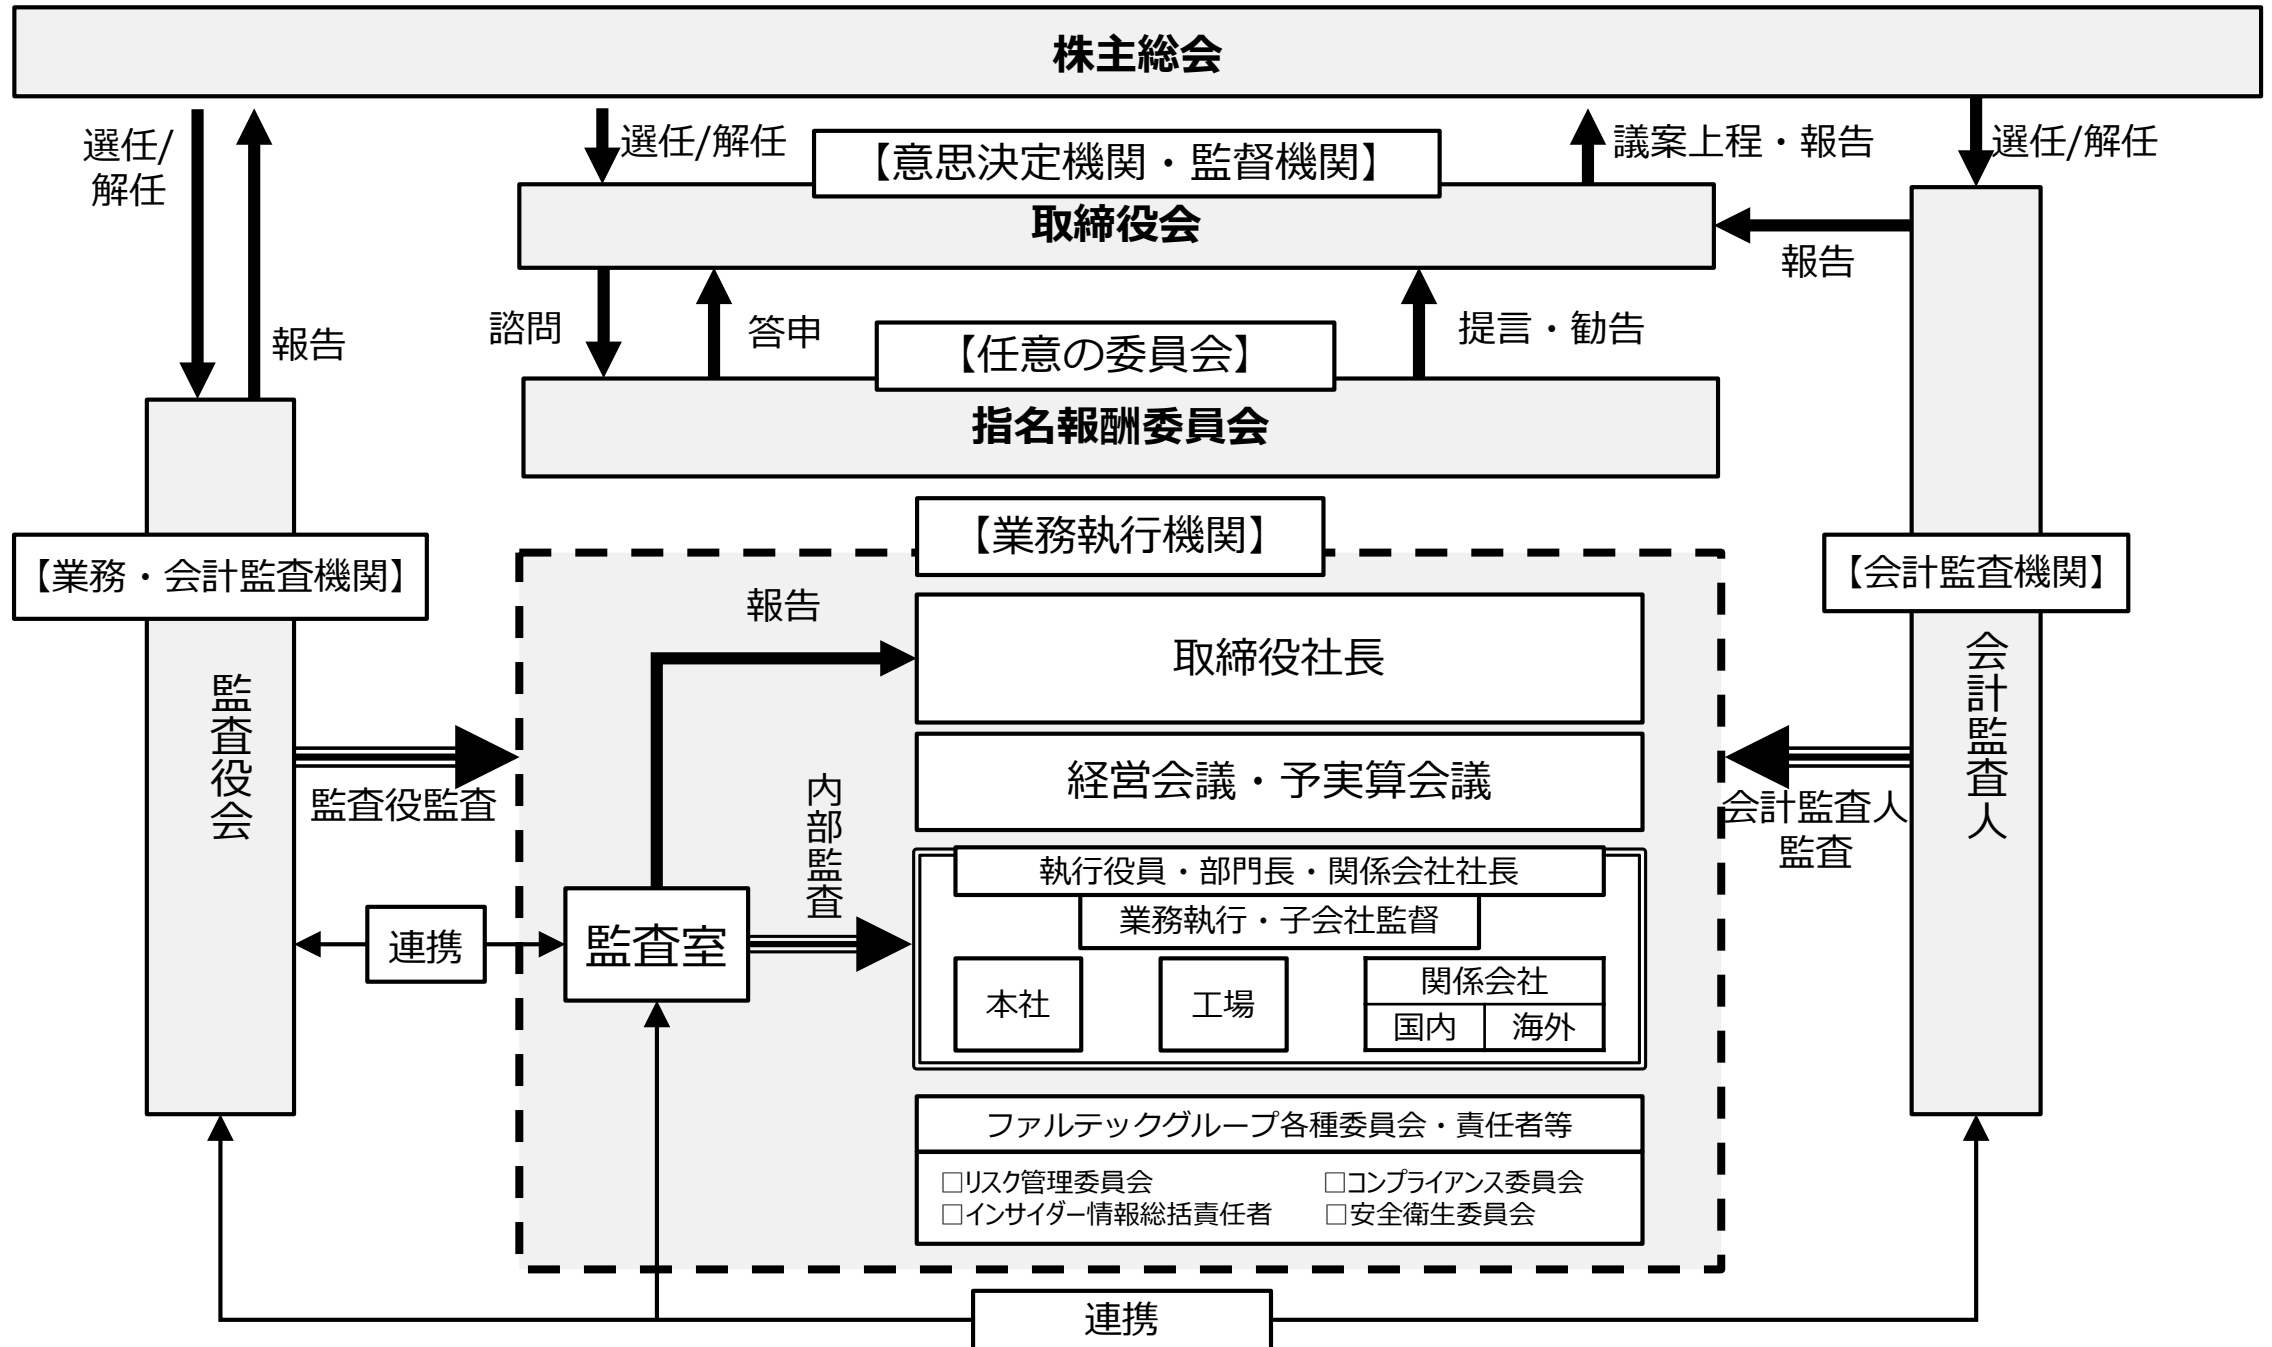 株主総会
選任/
解任
報告
選任/解任
【意思決定機関・監督機関】
議案上程・報告
選任/解任
取締役会
報告
諮問
答申
【任意の委員会】
提言・勧告
指名報酬委員会
【業務執行機関】
【業務・会計監査機関】
【会計監査機関】
報告
取締役社長
監査役会
会計監査人
経営会議・予実算会議
監査役監査
内部監査
会計監査人
監査
執行役員・部門長・関係会社社長
業務執行・子会社監督
連携
監査室
本社
工場
関係会社
国内
海外
ファルテックグループ各種委員会・責任者等
□リスク管理委員会
□コンプライアンス委員会
□インサイダー情報総括責任者
□安全衛生委員会
連携